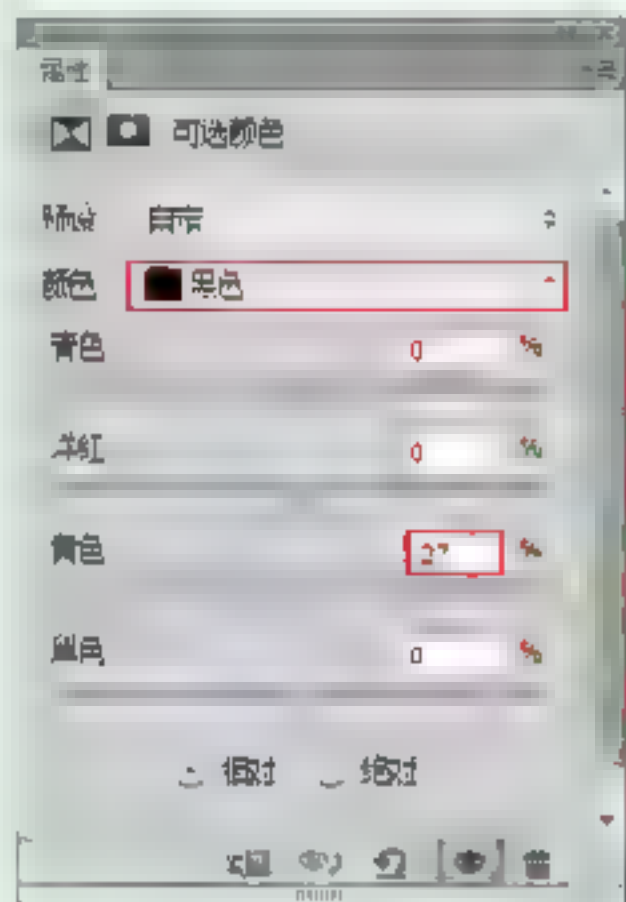 属性
可选颜色
预设 自定
颜色 黑色
青色 0 %
洋红 0 %
黄色 %
黑色 0 %
相对 绝对